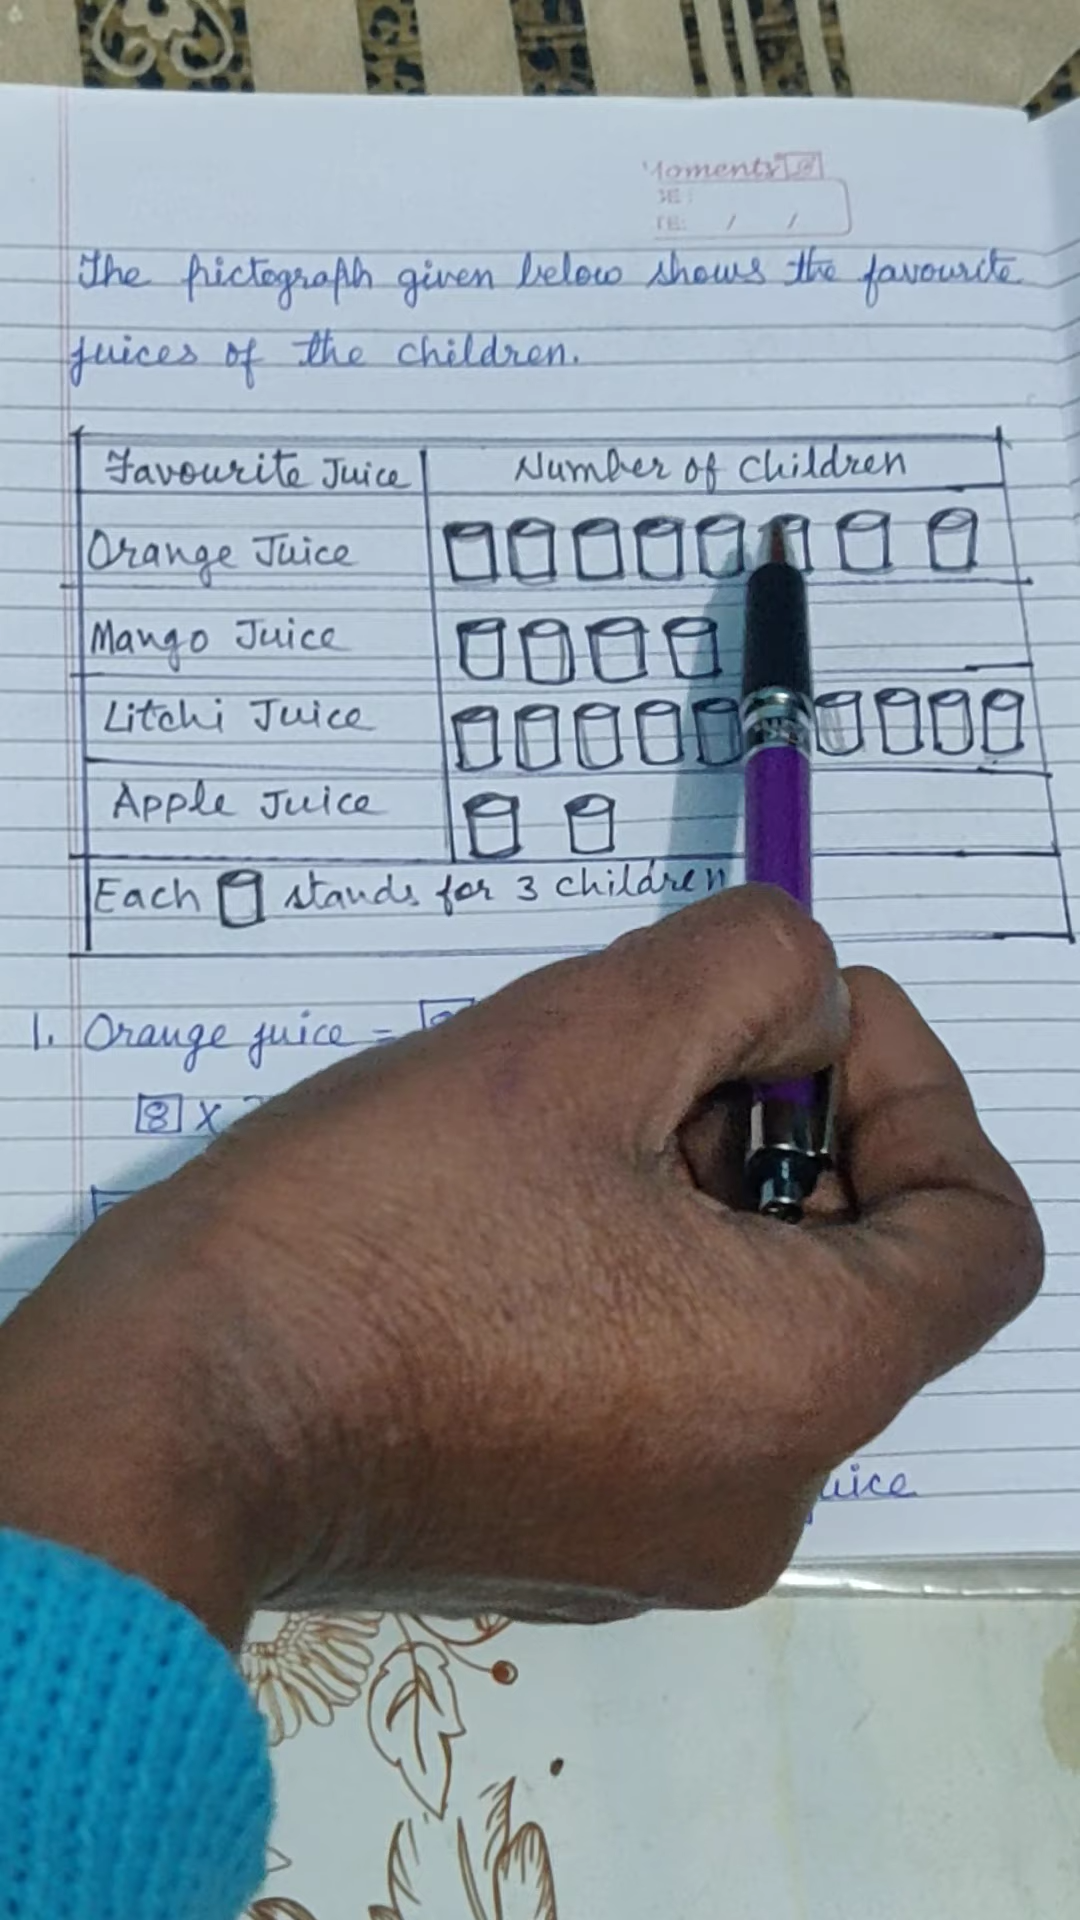 Moments
The pictograph given below shows the favourite
juices of the children.
Favourite Juice Number of children
Orange Juice
Mango Juice
Litchi Juice
Apple Juice
Each stands for 3 children
1. Orange juice =
8 X
uice